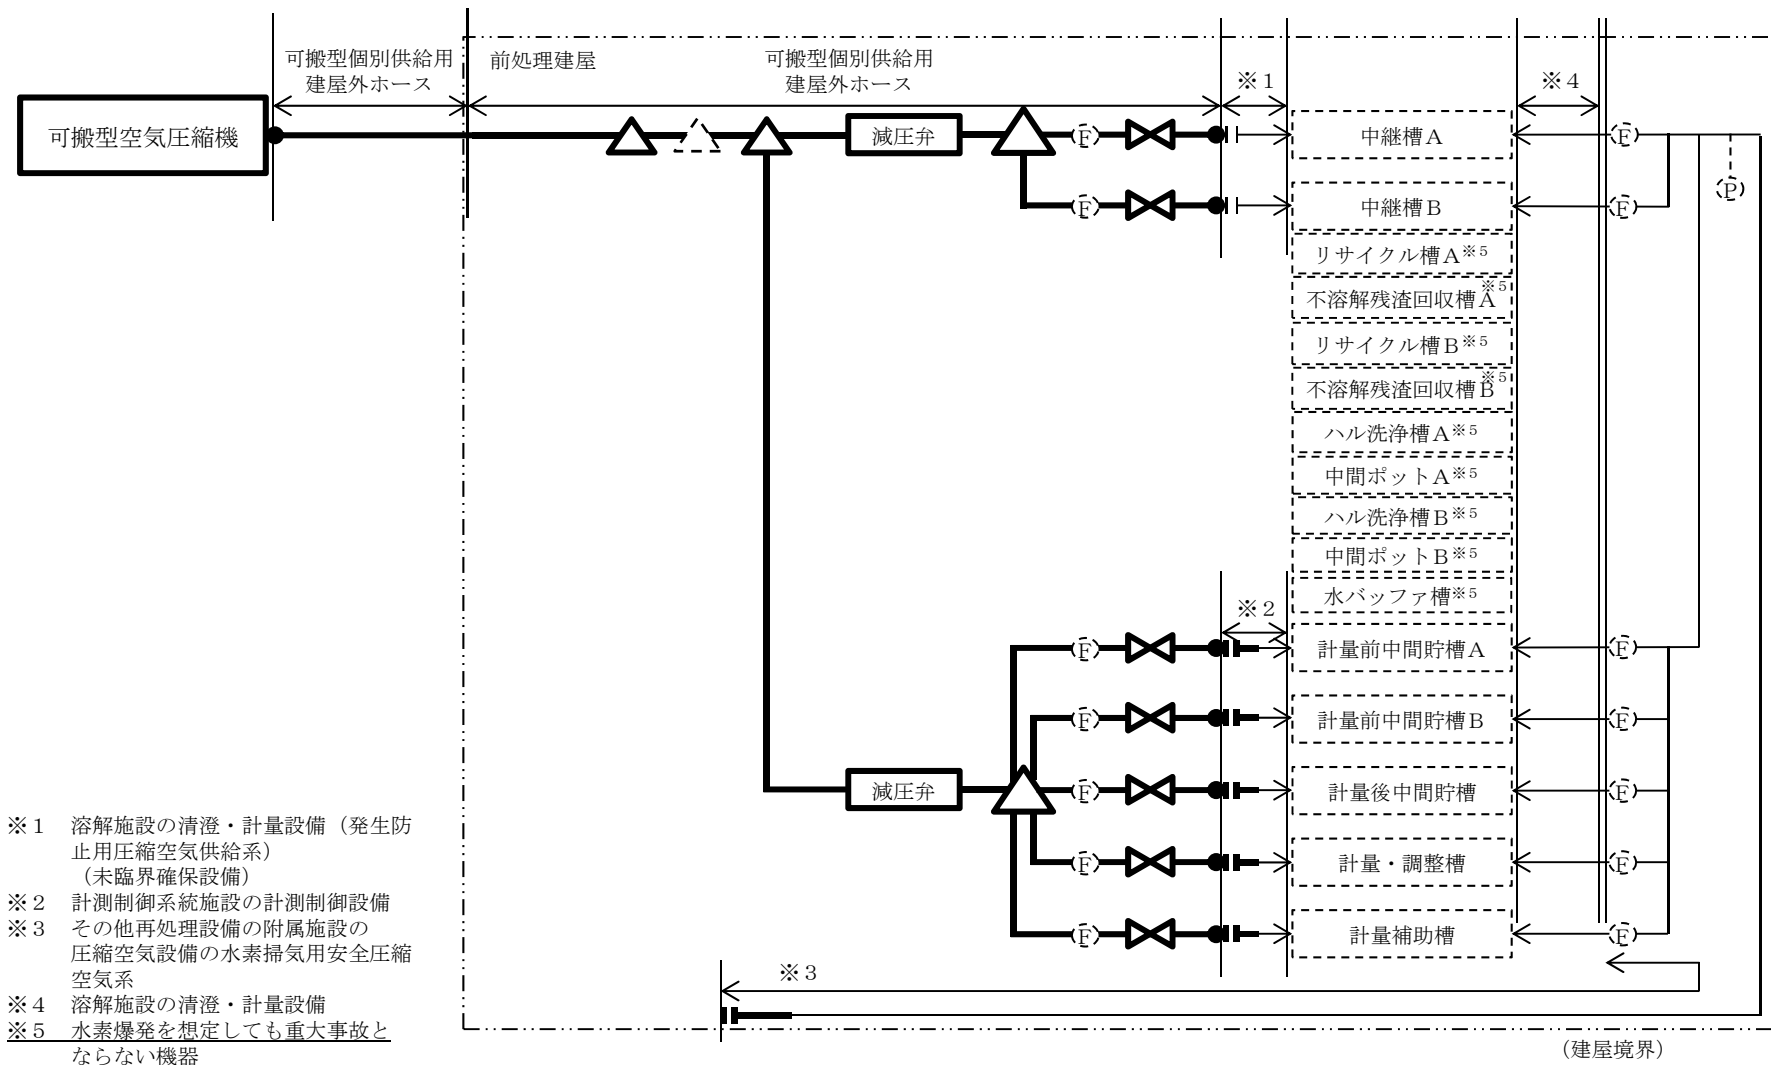 可搬型個別供給用
建屋外ホース
前処理建屋
可搬型個別供給用
建屋外ホース
※1
※4
可搬型空気圧縮機
減圧弁
F
中継槽A
F
F
中継槽B
F
P
リサイクル槽A※5
不溶解残渣回収槽A※5
リサイクル槽B※5
不溶解残渣回収槽B※5
ハル洗浄槽A※5
中間ポットA※5
ハル洗浄槽B※5
中間ポットB※5
水バッファ槽※5
※2
F
計量前中間貯槽A
F
F
計量前中間貯槽B
F
減圧弁
F
計量後中間貯槽
F
F
計量・調整槽
F
F
計量補助槽
F
※3
※1 溶解施設の清澄・計量設備（発生防
止用圧縮空気供給系）
（未臨界確保設備）
※2 計測制御系統施設の計測制御設備
※3 その他再処理設備の附属施設の
圧縮空気設備の水素掃気用安全圧縮
空気系
※4 溶解施設の清澄・計量設備
※5 水素爆発を想定しても重大事故と
ならない機器
（建屋境界）